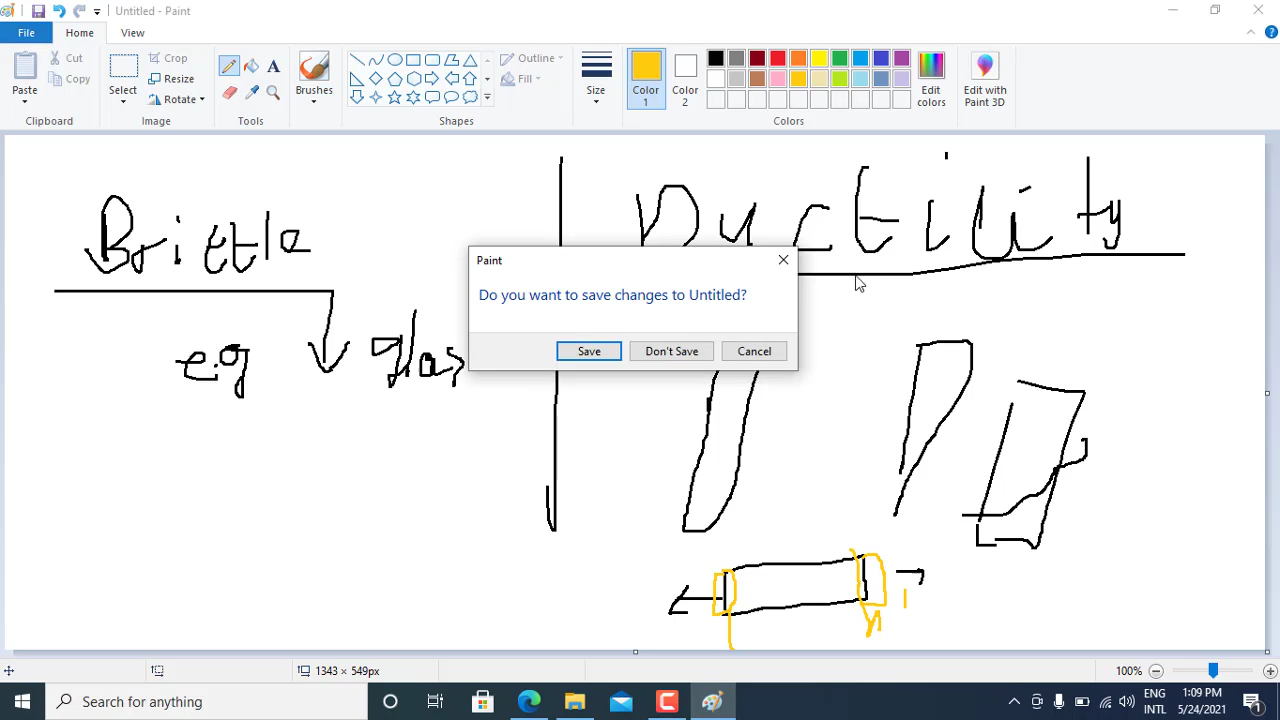 Untitled - Paint
File
Home
View
Paste
Cut
Copy
Clipboard
Select
Crop
Resize
Rotate
Image
A
Tools
Brushes
Shapes
Outline
Fill
Size
Color 1
Color 2
Edit colors
Colors
Edit with Paint 3D
Brittle
Ductility
Paint
Do you want to save changes to Untitled?
Save
Don't Save
Cancel
e.g
glass
1343 × 549px
100%
Search for anything
ENG
INTL
1:09 PM
5/24/2021
1